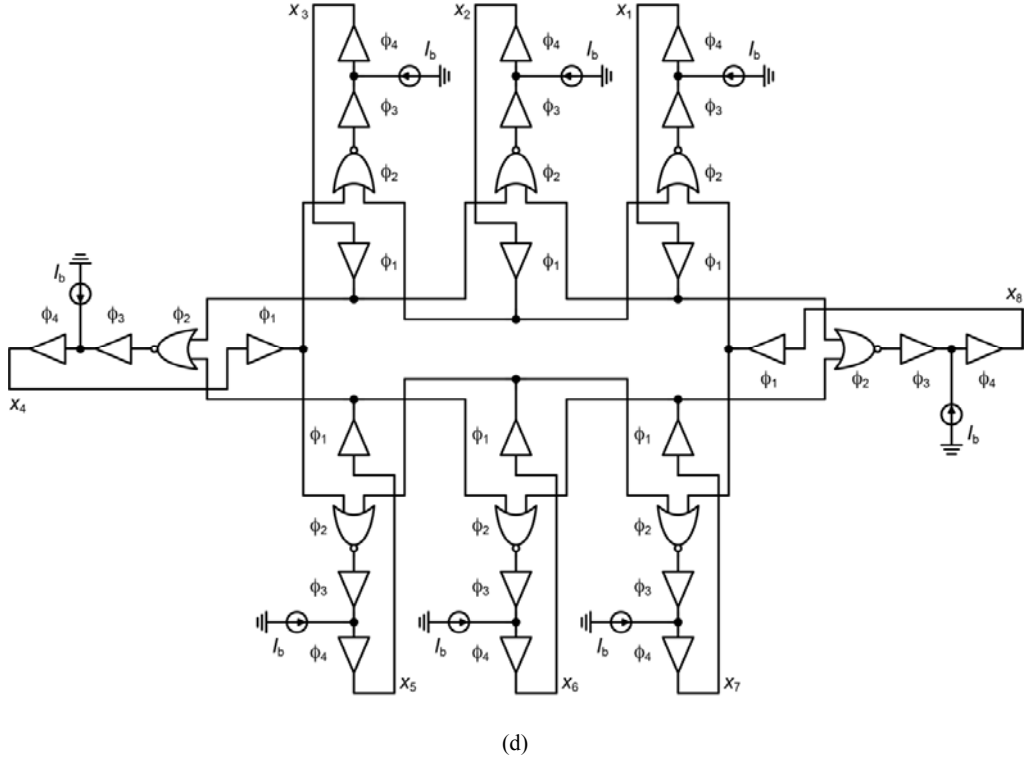 x3 x2 x1
ϕ4 Ib ϕ4 Ib ϕ4 Ib
ϕ3 ϕ3 ϕ3
ϕ2 ϕ2 ϕ2
ϕ1 ϕ1 ϕ1
Ib
x8
ϕ4 ϕ3 ϕ2 ϕ1
ϕ1 ϕ2 ϕ3 ϕ4
x4
ϕ1 ϕ1 ϕ1 Ib
ϕ2 ϕ2 ϕ2
ϕ3 ϕ3 ϕ3
Ib ϕ4 Ib ϕ4 Ib ϕ4
x5 x6 x7
(d)